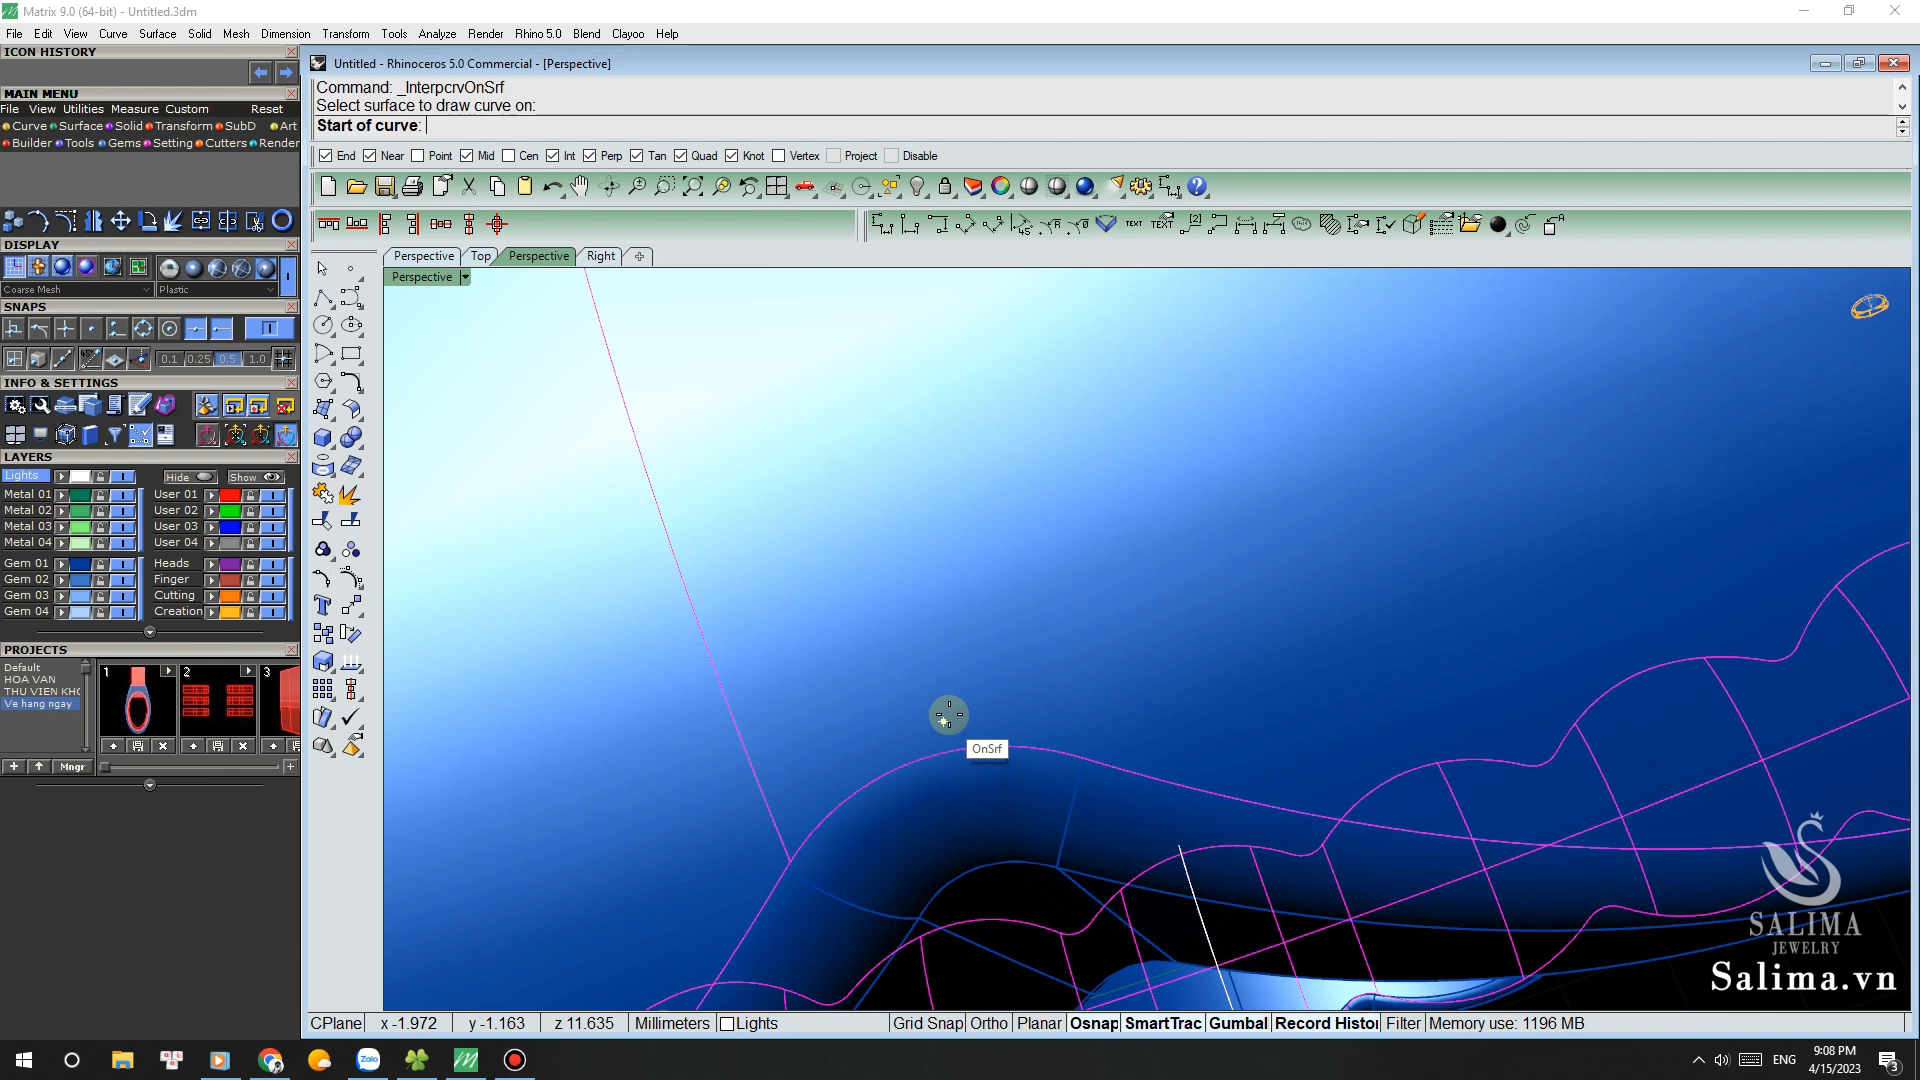 Matrix 9.0 (64-bit) - Untitled.3dm
File Edit View Curve Surface Solid Mesh Dimension Transform Tools Analyze Render Rhino 5.0 Blend Clayoo Help
ICON HISTORY
MAIN MENU
File View Utilities Measure Custom Reset
Curve Surface Solid Transform SubD Art
Builder Tools Gems Setting Cutters Render
DISPLAY
Coarse Mesh Plastic
SNAPS
0.1 0.25 0.5 1.0
INFO & SETTINGS
LAYERS
Lights Hide Show
Metal 01 User 01
Metal 02 User 02
Metal 03 User 03
Metal 04 User 04
Gem 01 Heads
Gem 02 Finger
Gem 03 Cutting
Gem 04 Creation
PROJECTS
Default
HOA VAN
THU VIEN KHO
Ve hang ngay
1 2 3
Mngr
Untitled - Rhinoceros 5.0 Commercial - [Perspective]
Command: _InterpcrvOnSrf
Select surface to draw curve on:
Start of curve:
End Near Point Mid Cen Int Perp Tan Quad Knot Vertex Project Disable
TEXT TEXT
Perspective Top Perspective Right
Perspective
OnSrf
SALIMA
JEWELRY
Salima.vn
CPlane x -1.972 y -1.163 z 11.635 Millimeters Lights Grid Snap Ortho Planar Osnap SmartTrac Gumbal Record Histor Filter Memory use: 1196 MB
Zalo
ENG
9:08 PM
4/15/2023
3